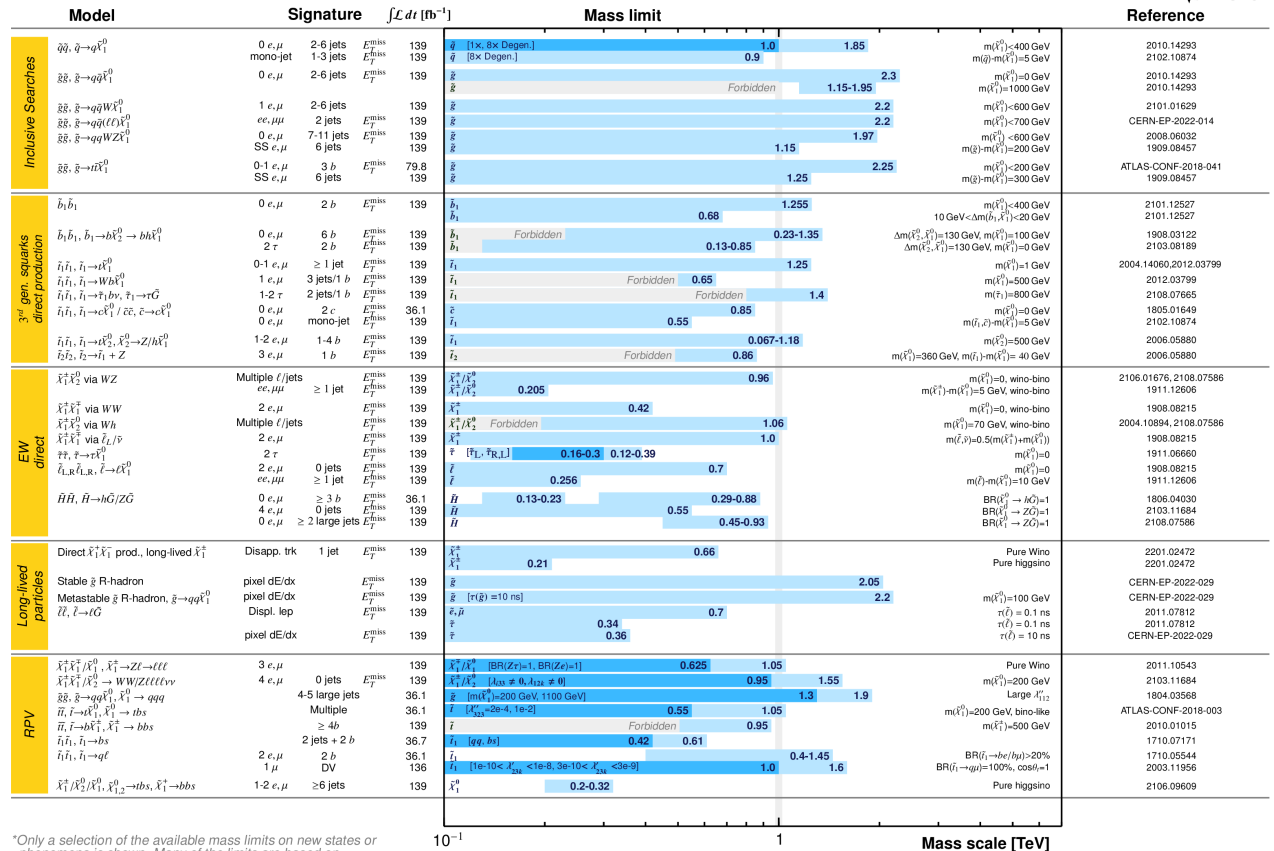 Model Signature ∫ℒ dt [fb⁻¹] Mass limit Reference
Inclusive Searches
q̃q̃, q̃→qχ̃⁰₁ 0 e,μ 2-6 jets E_T^miss 139 q̃ [1×, 8× Degen.] 1.0 1.85 m(χ̃⁰₁)<400 GeV 2010.14293
mono-jet 1-3 jets E_T^miss 139 q̃ [8× Degen.] 0.9 m(q̃)-m(χ̃⁰₁)=5 GeV 2102.10874
g̃g̃, g̃→qq̄χ̃⁰₁ 0 e,μ 2-6 jets E_T^miss 139 g̃ 2.3 m(χ̃⁰₁)=0 GeV 2010.14293
g̃ Forbidden 1.15-1.95 m(χ̃⁰₁)=1000 GeV 2010.14293
g̃g̃, g̃→qq̄Wχ̃⁰₁ 1 e,μ 2-6 jets 139 g̃ 2.2 m(χ̃⁰₁)<600 GeV 2101.01629
g̃g̃, g̃→qq̄(ℓℓ)χ̃⁰₁ ee,μμ 2 jets E_T^miss 139 g̃ 2.2 m(χ̃⁰₁)<700 GeV CERN-EP-2022-014
g̃g̃, g̃→qqWZχ̃⁰₁ 0 e,μ 7-11 jets E_T^miss 139 g̃ 1.97 m(χ̃⁰₁) <600 GeV 2008.06032
SS e,μ 6 jets 139 g̃ 1.15 m(g̃)-m(χ̃⁰₁)=200 GeV 1909.08457
g̃g̃, g̃→tt̄χ̃⁰₁ 0-1 e,μ 3 b E_T^miss 79.8 g̃ 2.25 m(χ̃⁰₁)<200 GeV ATLAS-CONF-2018-041
SS e,μ 6 jets 139 g̃ 1.25 m(g̃)-m(χ̃⁰₁)=300 GeV 1909.08457
3rd gen. squarks
direct production
b̃₁b̃₁ 0 e,μ 2 b E_T^miss 139 b̃₁ 1.255 m(χ̃⁰₁)<400 GeV 2101.12527
b̃₁ 0.68 10 GeV<Δm(b̃₁,χ̃⁰₁)<20 GeV 2101.12527
b̃₁b̃₁, b̃₁→bχ̃⁰₂ → bhχ̃⁰₁ 0 e,μ 6 b E_T^miss 139 b̃₁ Forbidden 0.23-1.35 Δm(χ̃⁰₂,χ̃⁰₁)=130 GeV, m(χ̃⁰₁)=100 GeV 1908.03122
2 τ 2 b E_T^miss 139 b̃₁ 0.13-0.85 Δm(χ̃⁰₂,χ̃⁰₁)=130 GeV, m(χ̃⁰₁)=0 GeV 2103.08189
t̃₁t̃₁, t̃₁→tχ̃⁰₁ 0-1 e,μ ≥ 1 jet E_T^miss 139 t̃₁ 1.25 m(χ̃⁰₁)=1 GeV 2004.14060,2012.03799
t̃₁t̃₁, t̃₁→Wbχ̃⁰₁ 1 e,μ 3 jets/1 b E_T^miss 139 t̃₁ Forbidden 0.65 m(χ̃⁰₁)=500 GeV 2012.03799
t̃₁t̃₁, t̃₁→τ̃₁bν, τ̃₁→τG̃ 1-2 τ 2 jets/1 b E_T^miss 139 t̃₁ Forbidden 1.4 m(τ̃₁)=800 GeV 2108.07665
t̃₁t̃₁, t̃₁→cχ̃⁰₁ / c̃c̃, c̃→cχ̃⁰₁ 0 e,μ 2 c E_T^miss 36.1 c̃ 0.85 m(χ̃⁰₁)=0 GeV 1805.01649
0 e,μ mono-jet E_T^miss 139 t̃₁ 0.55 m(t̃₁,c̃)-m(χ̃⁰₁)=5 GeV 2102.10874
t̃₁t̃₁, t̃₁→tχ̃⁰₂, χ̃⁰₂→Z/hχ̃⁰₁ 1-2 e,μ 1-4 b E_T^miss 139 t̃₁ 0.067-1.18 m(χ̃⁰₂)=500 GeV 2006.05880
t̃₂t̃₂, t̃₂→t̃₁ + Z 3 e,μ 1 b E_T^miss 139 t̃₂ Forbidden 0.86 m(χ̃⁰₁)=360 GeV, m(t̃₁)-m(χ̃⁰₁)= 40 GeV 2006.05880
EW
direct
χ̃±₁χ̃⁰₂ via WZ Multiple ℓ/jets E_T^miss 139 χ̃±₁/χ̃⁰₂ 0.96 m(χ̃⁰₁)=0, wino-bino 2106.01676, 2108.07586
ee,μμ ≥ 1 jet E_T^miss 139 χ̃±₁/χ̃⁰₂ 0.205 m(χ̃±₁)-m(χ̃⁰₁)=5 GeV, wino-bino 1911.12606
χ̃±₁χ̃∓₁ via WW 2 e,μ E_T^miss 139 χ̃±₁ 0.42 m(χ̃⁰₁)=0, wino-bino 1908.08215
χ̃±₁χ̃⁰₂ via Wh Multiple ℓ/jets E_T^miss 139 χ̃±₁/χ̃⁰₂ Forbidden 1.06 m(χ̃⁰₁)=70 GeV, wino-bino 2004.10894, 2108.07586
χ̃±₁χ̃∓₁ via ℓ̃_L/ν̃ 2 e,μ E_T^miss 139 χ̃±₁ 1.0 m(ℓ̃,ν̃)=0.5(m(χ̃±₁)+m(χ̃⁰₁)) 1908.08215
τ̃τ̃, τ̃→τχ̃⁰₁ 2 τ E_T^miss 139 τ̃ [τ̃_L, τ̃_R,L] 0.16-0.3 0.12-0.39 m(χ̃⁰₁)=0 1911.06660
ℓ̃_L,Rℓ̃_L,R, ℓ̃→ℓχ̃⁰₁ 2 e,μ 0 jets E_T^miss 139 ℓ̃ 0.7 m(χ̃⁰₁)=0 1908.08215
ee,μμ ≥ 1 jet E_T^miss 139 ℓ̃ 0.256 m(ℓ̃)-m(χ̃⁰₁)=10 GeV 1911.12606
H̃H̃, H̃→hG̃/ZG̃ 0 e,μ ≥ 3 b E_T^miss 36.1 H̃ 0.13-0.23 0.29-0.88 BR(χ̃⁰₁ → hG̃)=1 1806.04030
4 e,μ 0 jets E_T^miss 139 H̃ 0.55 BR(χ̃⁰₁ → ZG̃)=1 2103.11684
0 e,μ ≥ 2 large jets E_T^miss 139 H̃ 0.45-0.93 BR(χ̃⁰₁ → ZG̃)=1 2108.07586
Long-lived
particles
Direct χ̃⁺₁χ̃⁻₁ prod., long-lived χ̃±₁ Disapp. trk 1 jet E_T^miss 139 χ̃±₁ 0.66 Pure Wino 2201.02472
χ̃±₁ 0.21 Pure higgsino 2201.02472
Stable g̃ R-hadron pixel dE/dx E_T^miss 139 g̃ 2.05 CERN-EP-2022-029
Metastable g̃ R-hadron, g̃→qqχ̃⁰₁ pixel dE/dx E_T^miss 139 g̃ [τ(g̃) =10 ns] 2.2 m(χ̃⁰₁)=100 GeV CERN-EP-2022-029
ℓ̃ℓ̃, ℓ̃→ℓG̃ Displ. lep E_T^miss 139 ẽ, μ̃ 0.7 τ(ℓ̃) = 0.1 ns 2011.07812
τ̃ 0.34 τ(ℓ̃) = 0.1 ns 2011.07812
pixel dE/dx E_T^miss 139 τ̃ 0.36 τ(ℓ̃) = 10 ns CERN-EP-2022-029
RPV
χ̃±₁χ̃∓₁/χ̃⁰₁, χ̃±₁→Zℓ→ℓℓℓ 3 e,μ 139 χ̃∓₁/χ̃⁰₁ [BR(Zτ)=1, BR(Ze)=1] 0.625 1.05 Pure Wino 2011.10543
χ̃±₁χ̃∓₁/χ̃⁰₂ → WW/Zℓℓℓℓνν 4 e,μ 0 jets E_T^miss 139 χ̃±₁/χ̃⁰₂ [λ_i33 ≠ 0, λ_12k ≠ 0] 0.95 1.55 m(χ̃⁰₁)=200 GeV 2103.11684
g̃g̃, g̃→qqχ̃⁰₁, χ̃⁰₁ → qqq 4-5 large jets 36.1 g̃ [m(χ̃⁰₁)=200 GeV, 1100 GeV] 1.3 1.9 Large λ''₁₁₂ 1804.03568
t̃t̃, t̃→tχ̃⁰₁, χ̃⁰₁ → tbs Multiple 36.1 t̃ [λ''₃₂₃=2e-4, 1e-2] 0.55 1.05 m(χ̃⁰₁)=200 GeV, bino-like ATLAS-CONF-2018-003
t̃t̃, t̃→bχ̃±₁, χ̃±₁ → bbs ≥ 4b 139 t̃ Forbidden 0.95 m(χ̃±₁)=500 GeV 2010.01015
t̃₁t̃₁, t̃₁→bs 2 jets + 2 b 36.7 t̃₁ [qq, bs] 0.42 0.61 1710.07171
t̃₁t̃₁, t̃₁→qℓ 2 e,μ 2 b 36.1 t̃₁ 0.4-1.45 BR(t̃₁→be/bμ)>20% 1710.05544
1 μ DV 136 t̃₁ [1e-10< λ'₂₃ₖ <1e-8, 3e-10< λ'₂₃ₖ <3e-9] 1.0 1.6 BR(t̃₁→qμ)=100%, cosθₜ=1 2003.11956
χ̃±₁/χ̃⁰₂/χ̃⁰₁, χ̃⁰₁,₂→tbs, χ̃⁺₁→bbs 1-2 e,μ ≥6 jets 139 χ̃⁰₁ 0.2-0.32 Pure higgsino 2106.09609
10⁻¹ 1 Mass scale [TeV]
*Only a selection of the available mass limits on new states or